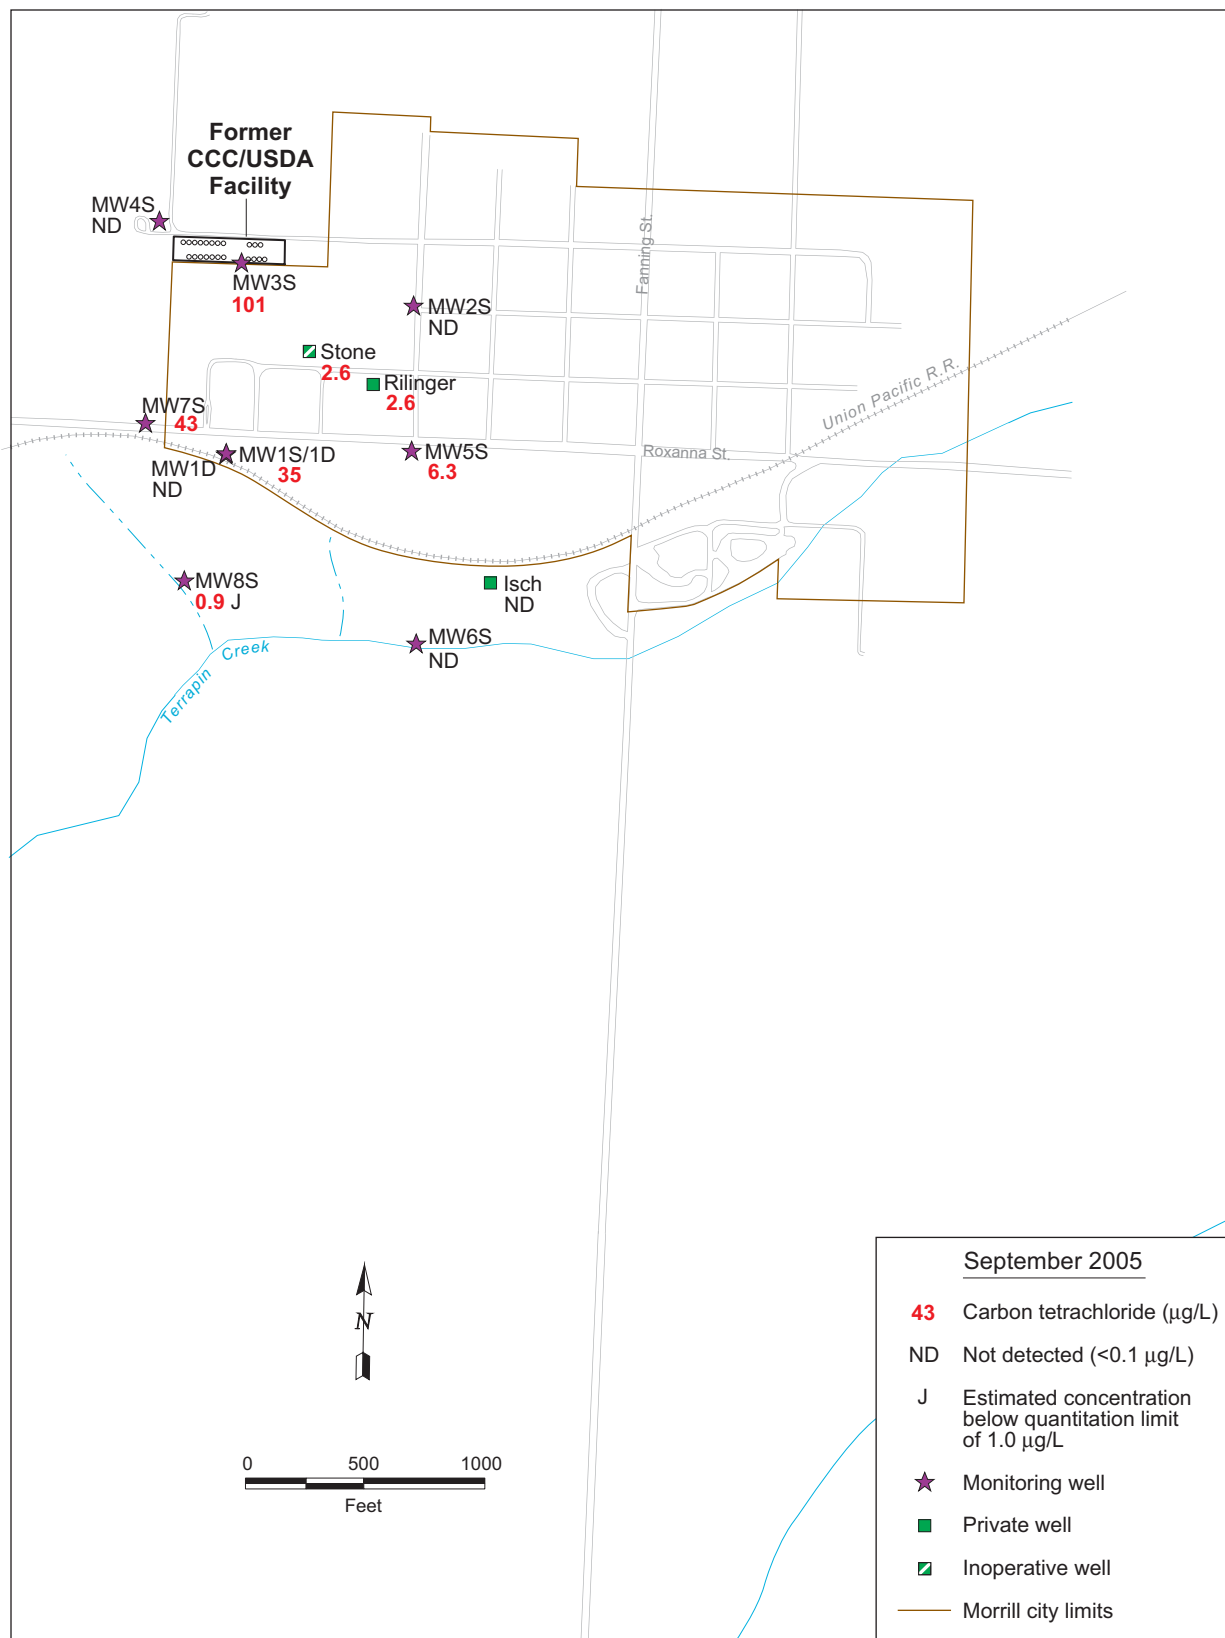 Former
CCC/USDA
Facility
MW4S
ND
MW3S
101
MW2S
ND
Fanning St.
Stone
2.6
Rilinger
2.6
Union Pacific R.R.
MW7S
43
MW1S/1D
35
MW1D
ND
MW5S
6.3
Roxanna St.
MW8S
0.9 J
Isch
ND
MW6S
ND
Terrapin Creek
N
0 500 1000
Feet
September 2005
43 Carbon tetrachloride (µg/L)
ND Not detected (<0.1 µg/L)
J Estimated concentration
below quantitation limit
of 1.0 µg/L
Monitoring well
Private well
Inoperative well
Morrill city limits